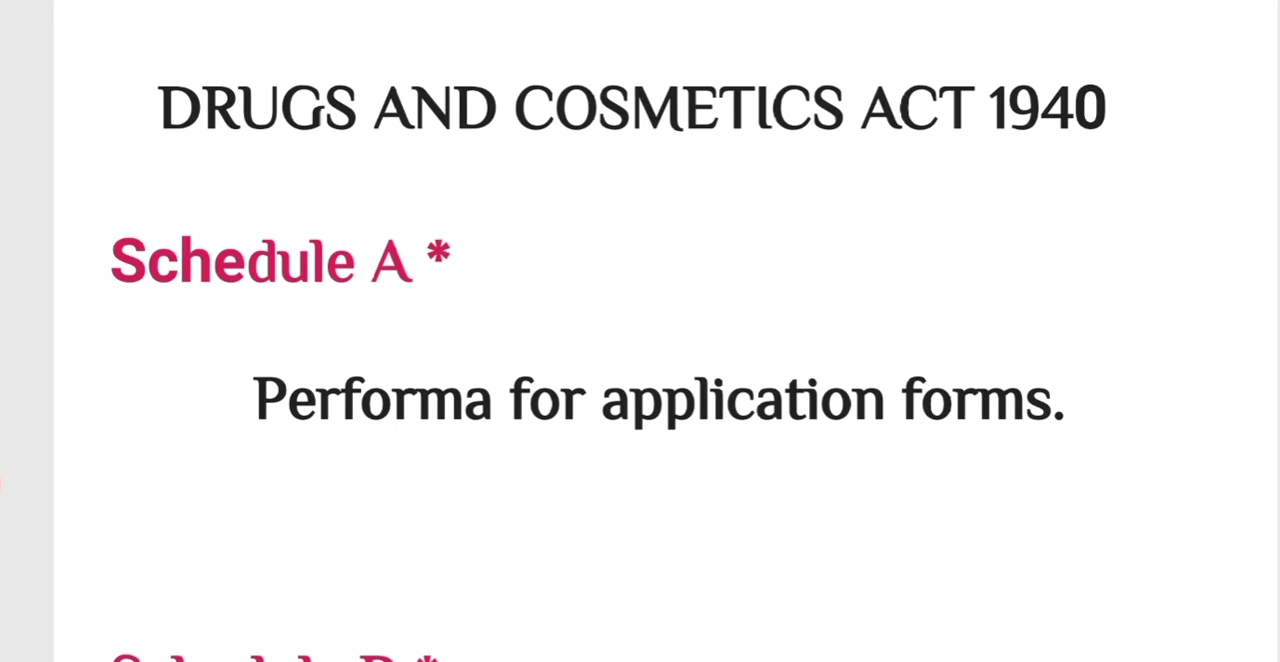 DRUGS AND COSMETICS ACT 1940
Schedule A *
Performa for application forms.